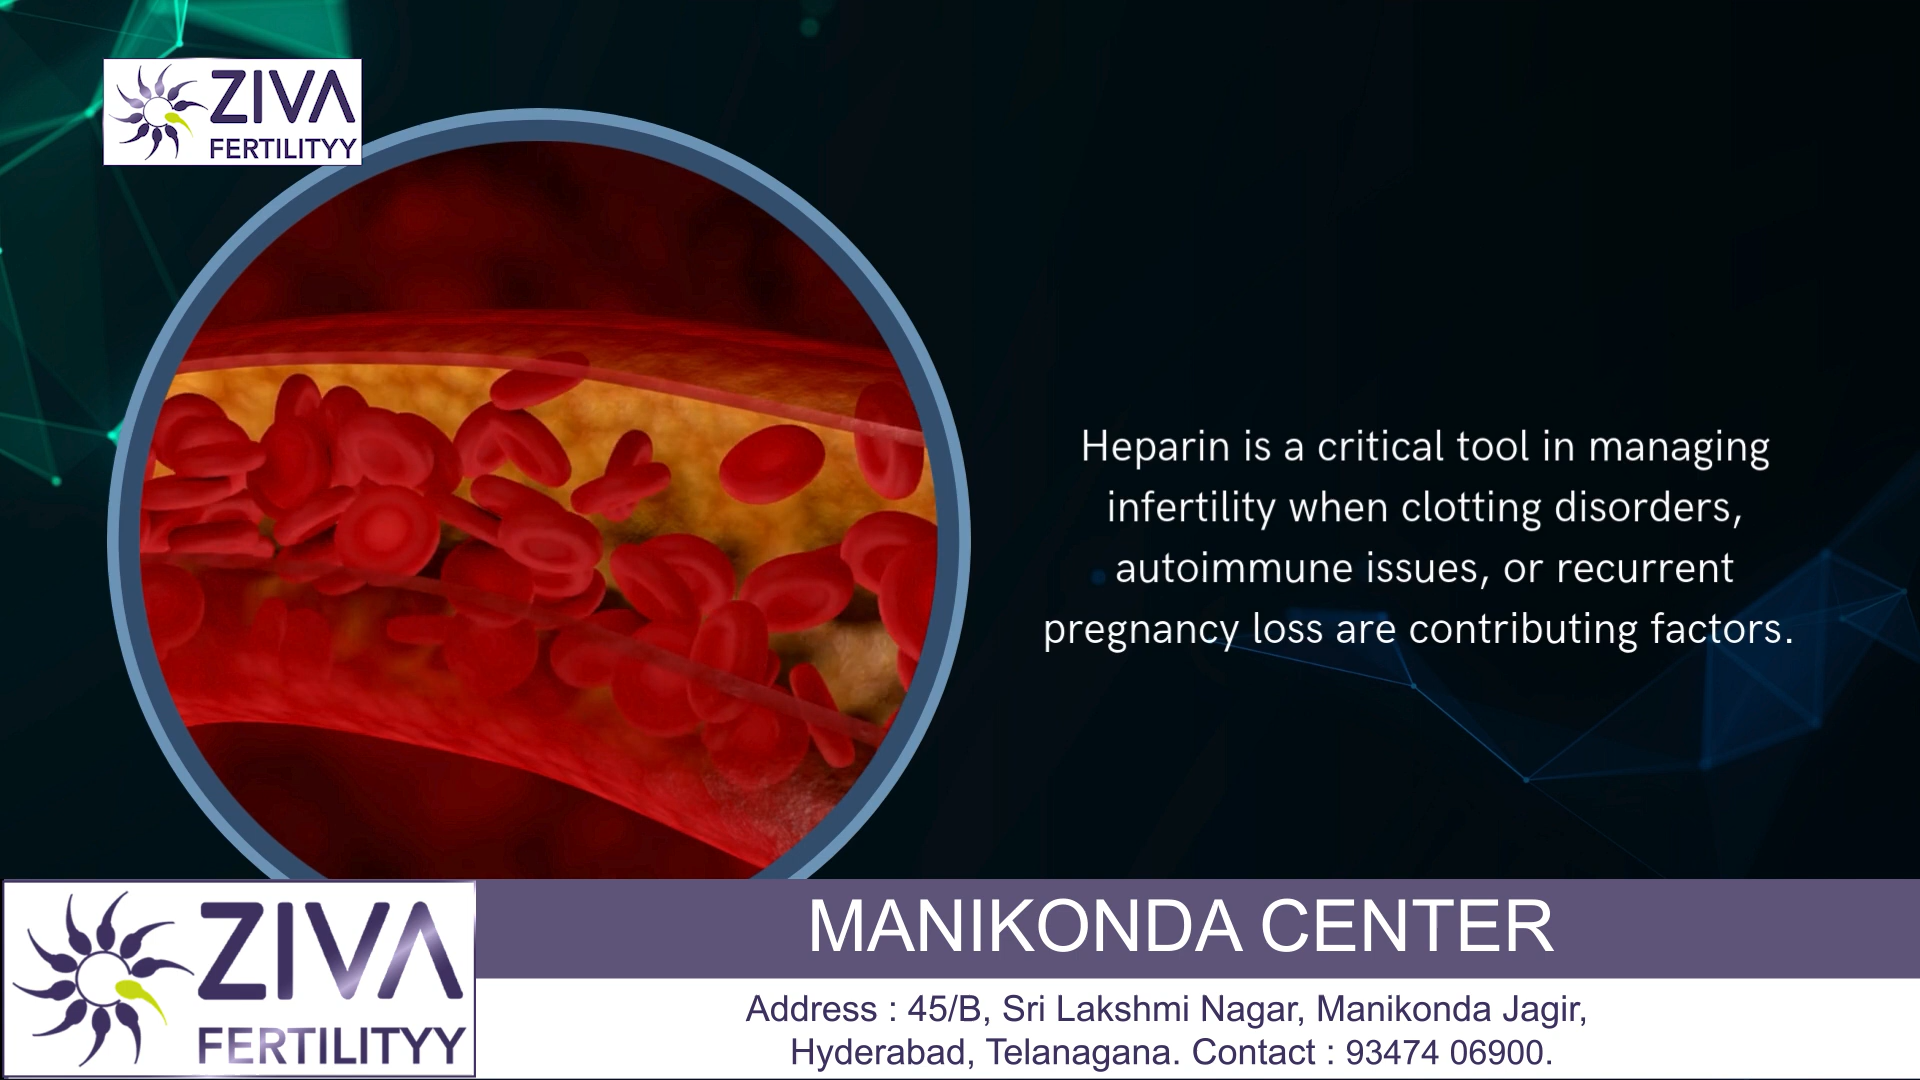 ZIVA
FERTILITYY
Heparin is a critical tool in managing
infertility when clotting disorders,
autoimmune issues, or recurrent
pregnancy loss are contributing factors.
ZIVA
FERTILITYY
MANIKONDA CENTER
Address : 45/B, Sri Lakshmi Nagar, Manikonda Jagir,
Hyderabad, Telanagana. Contact : 93474 06900.